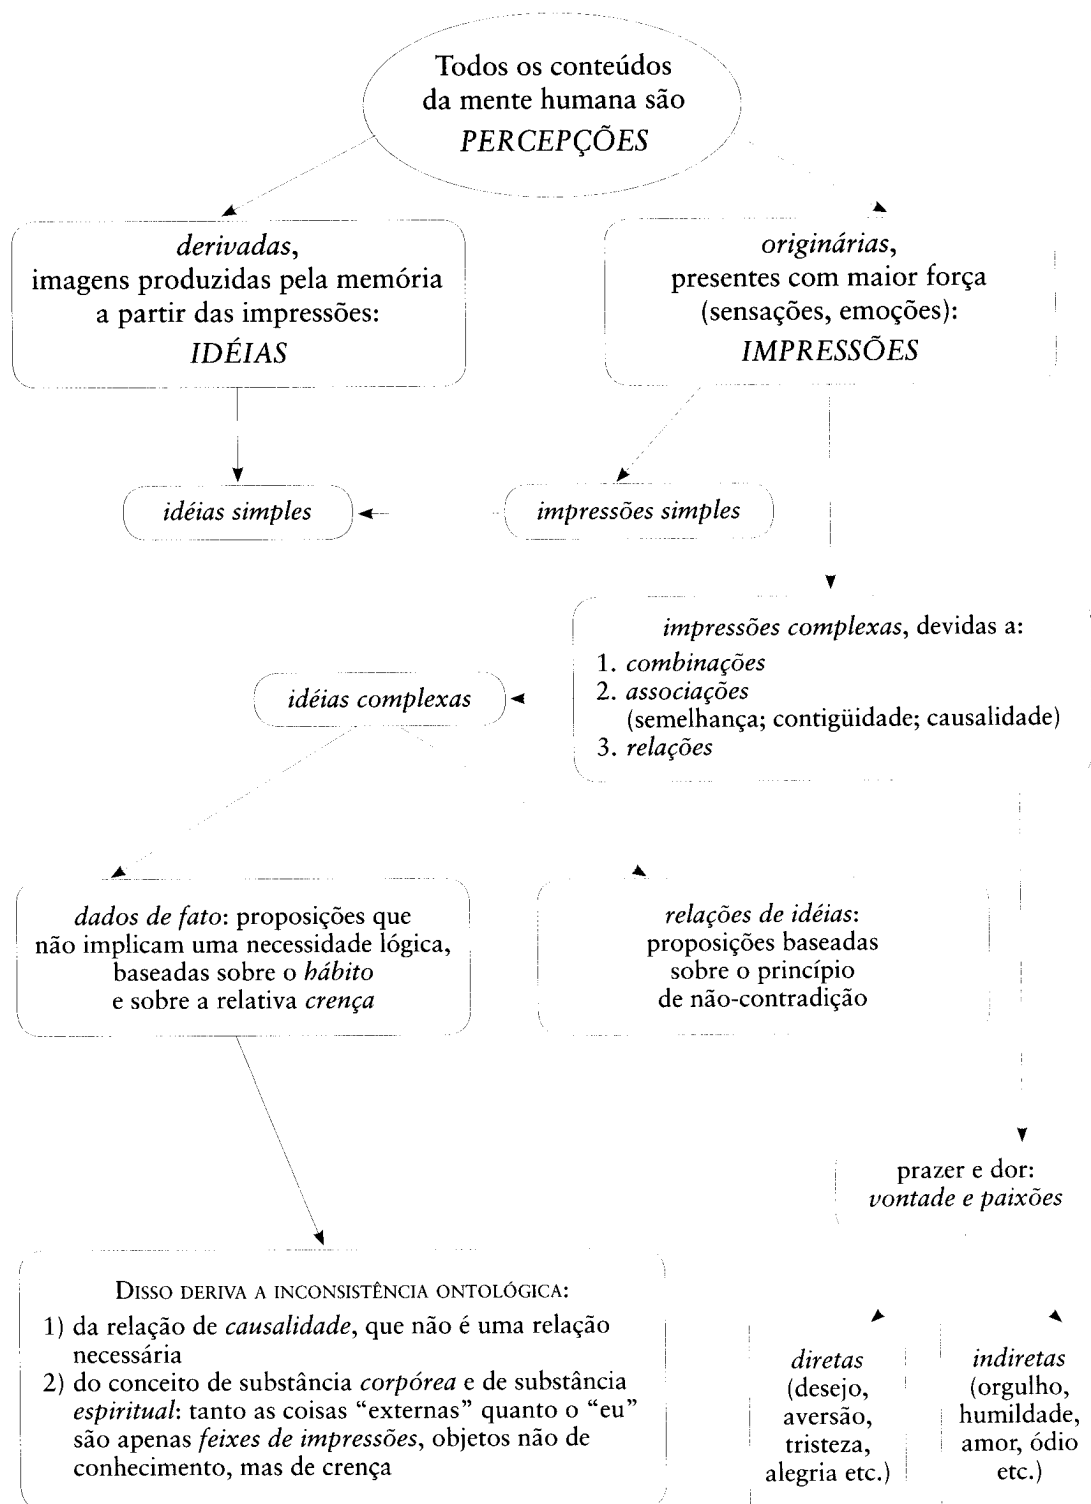 Todos os conteúdos
da mente humana são
PERCEPÇÕES
derivadas,
imagens produzidas pela memória
a partir das impressões:
IDÉIAS
originárias,
presentes com maior força
(sensações, emoções):
IMPRESSÕES
idéias simples
impressões simples
impressões complexas, devidas a:
1. combinações
2. associações
(semelhança; contigüidade; causalidade)
3. relações
idéias complexas
dados de fato: proposições que
não implicam uma necessidade lógica,
baseadas sobre o hábito
e sobre a relativa crença
relações de idéias:
proposições baseadas
sobre o princípio
de não-contradição
prazer e dor:
vontade e paixões
DISSO DERIVA A INCONSISTÊNCIA ONTOLÓGICA:
1) da relação de causalidade, que não é uma relação
necessária
2) do conceito de substância corpórea e de substância
espiritual: tanto as coisas “externas” quanto o “eu”
são apenas feixes de impressões, objetos não de
conhecimento, mas de crença
diretas
(desejo,
aversão,
tristeza,
alegria etc.)
indiretas
(orgulho,
humildade,
amor, ódio
etc.)